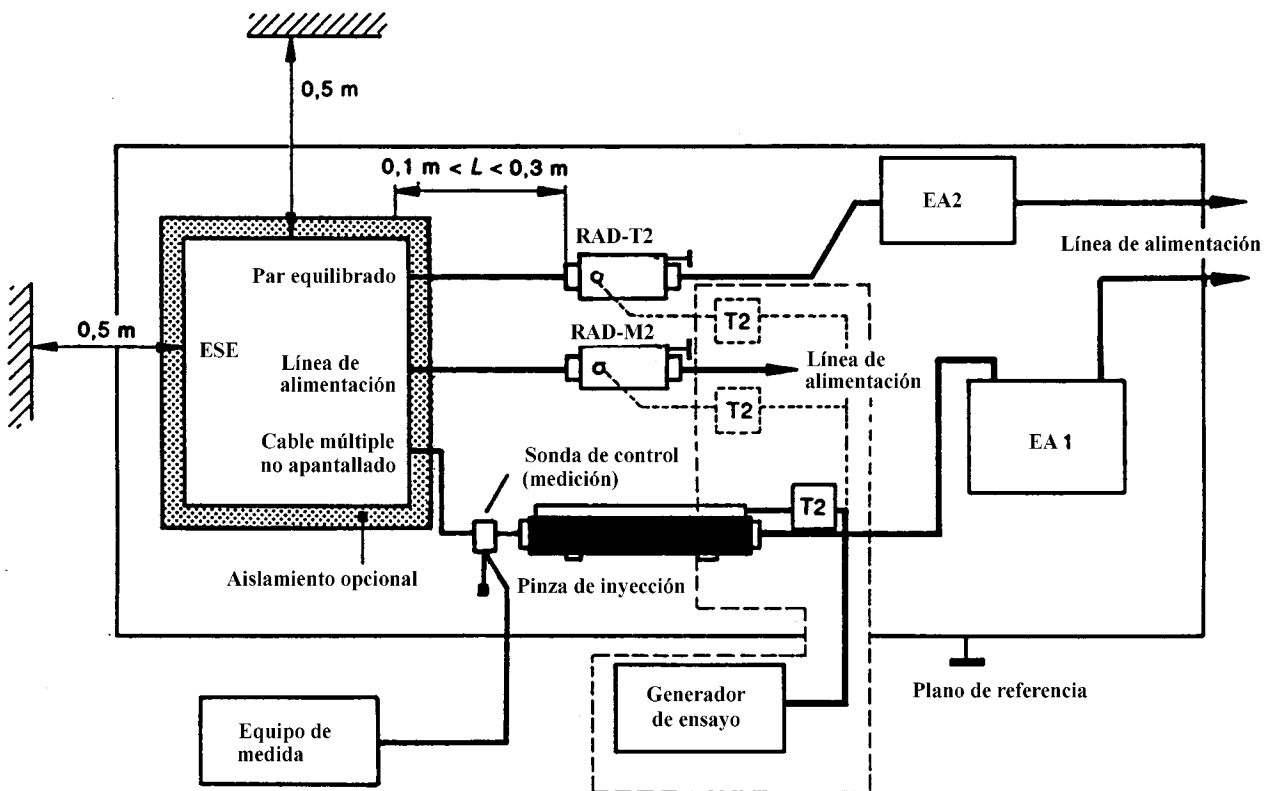 0,5 m
0,1 m < L < 0,3 m
EA2
RAD-T2
Par equilibrado
Línea de alimentación
T2
0,5 m
ESE
RAD-M2
Línea de
alimentación
Línea de
alimentación
T2
EA 1
Cable múltiple
no apantallado
Sonda de control
(medición)
T2
Aislamiento opcional
Pinza de inyección
Generador
de ensayo
Plano de referencia
Equipo de
medida